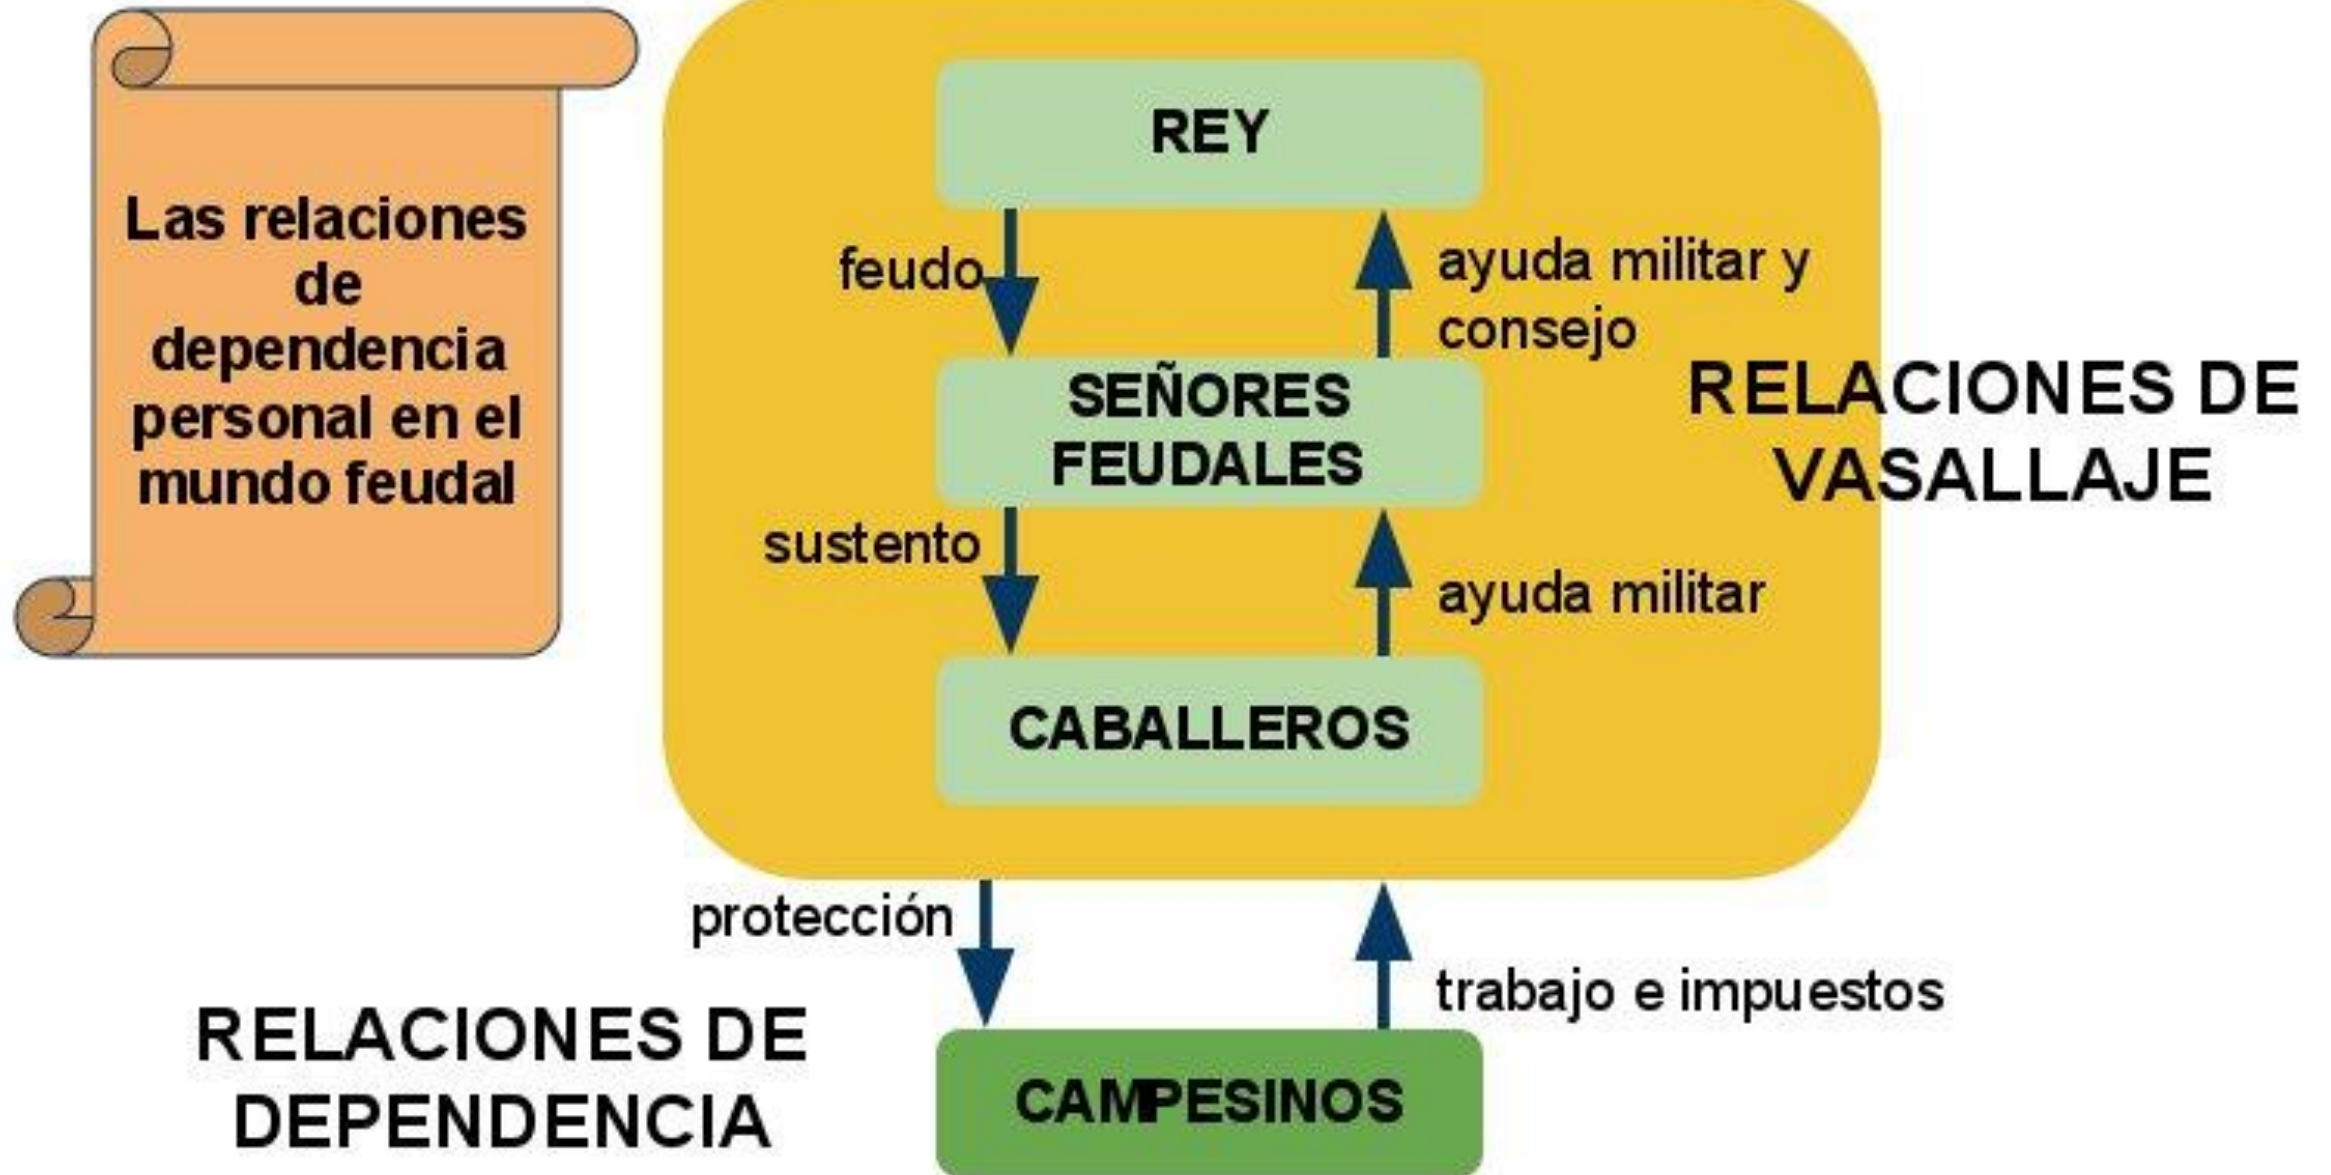 Las relaciones
de
dependencia
personal en el
mundo feudal
REY
feudo
ayuda militar y
consejo
SEÑORES
FEUDALES
RELACIONES DE
VASALLAJE
sustento
ayuda militar
CABALLEROS
protección
trabajo e impuestos
RELACIONES DE
DEPENDENCIA
CAMPESINOS